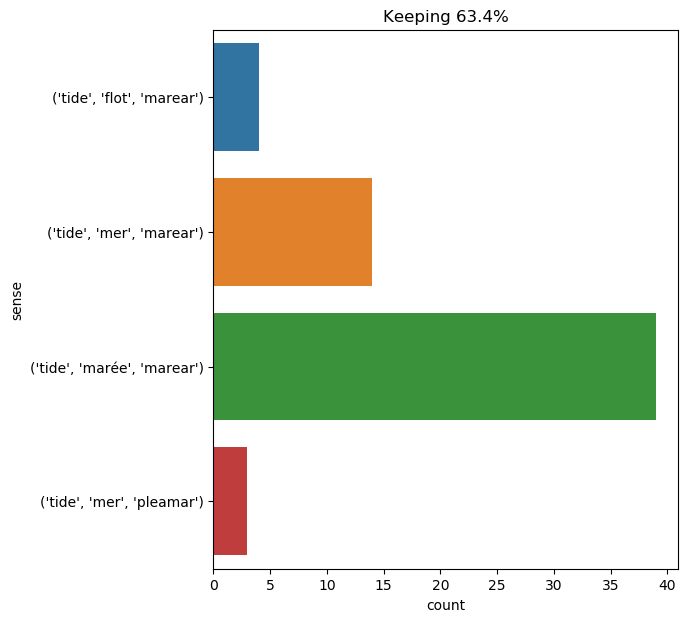 Keeping 63.4%
('tide', 'flot', 'marear')
('tide', 'mer', 'marear')
('tide', 'marée', 'marear')
('tide', 'mer', 'pleamar')
sense
0 5 10 15 20 25 30 35 40
count